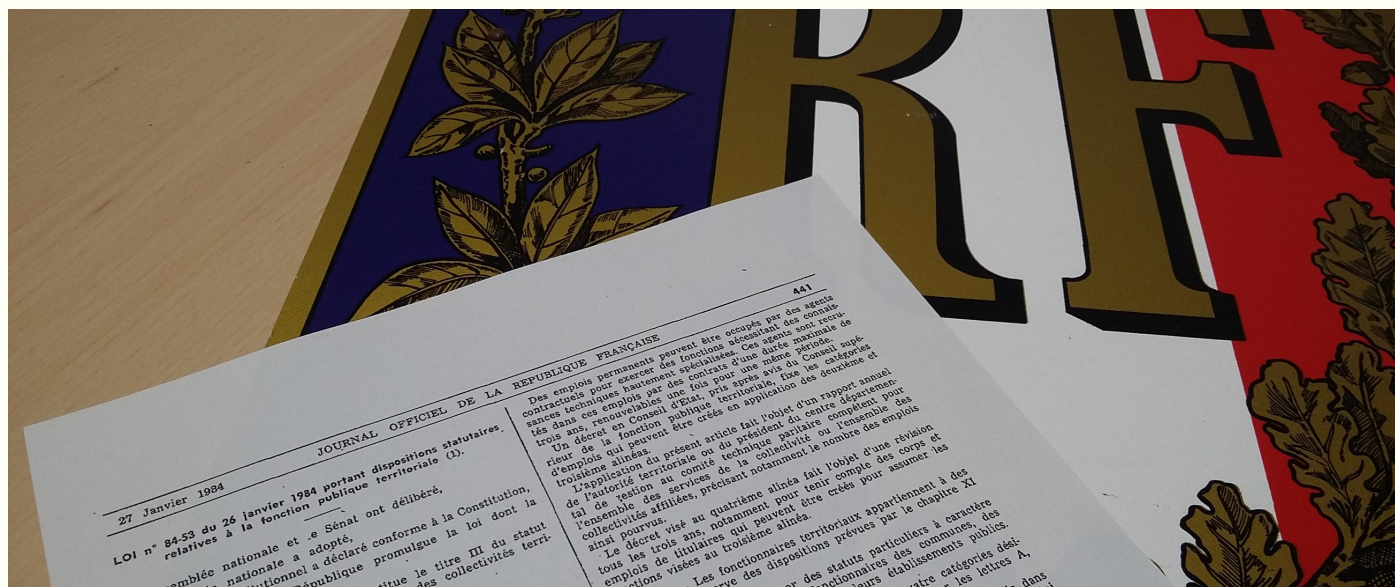 RF
441
JOURNAL OFFICIEL DE LA REPUBLIQUE FRANÇAISE
27 Janvier 1984
LOI n° 84-53 du 26 janvier 1984 portant dispositions statutaires
relatives à la fonction publique territoriale (1).
semblée nationale et le Sénat ont délibéré,
nationale a adopté,
titutionnel a déclaré conforme à la Constitution,
République promulgue la loi dont la
titue le titre III du statut
des collectivités terri-
Des emplois permanents peuvent être occupés par des agents
contractuels pour exercer des fonctions nécessitant des connais-
sances techniques hautement spécialisées. Ces agents sont recru-
tés dans ces emplois par des contrats d'une durée maximale de
trois ans, renouvelables une fois pour une même période.
Un décret en Conseil d'Etat, pris après avis du Conseil supé-
rieur de la fonction publique territoriale, fixe les catégories
d'emplois qui peuvent être créés en application des deuxième et
troisième alinéas.
L'application du présent article fait l'objet d'un rapport annuel
de l'autorité territoriale ou du président du centre départemen-
tal de gestion au comité technique paritaire compétent pour
l'ensemble des services de la collectivité ou l'ensemble des
collectivités affiliées, précisant notamment le nombre des emplois
ainsi pourvus.
Le décret visé au quatrième alinéa fait l'objet d'une révision
tous les trois ans, notamment pour tenir compte des corps et
emplois de titulaires qui peuvent être créés pour assumer les
ctions visées au troisième alinéa.
Les fonctionnaires territoriaux appartiennent à des
rve des dispositions prévues par le chapitre XI
par des statuts particuliers à caractère
fonctionnaires des communes, des
leurs établissements publics.
quatre catégories dési-
par les lettres A,
dans